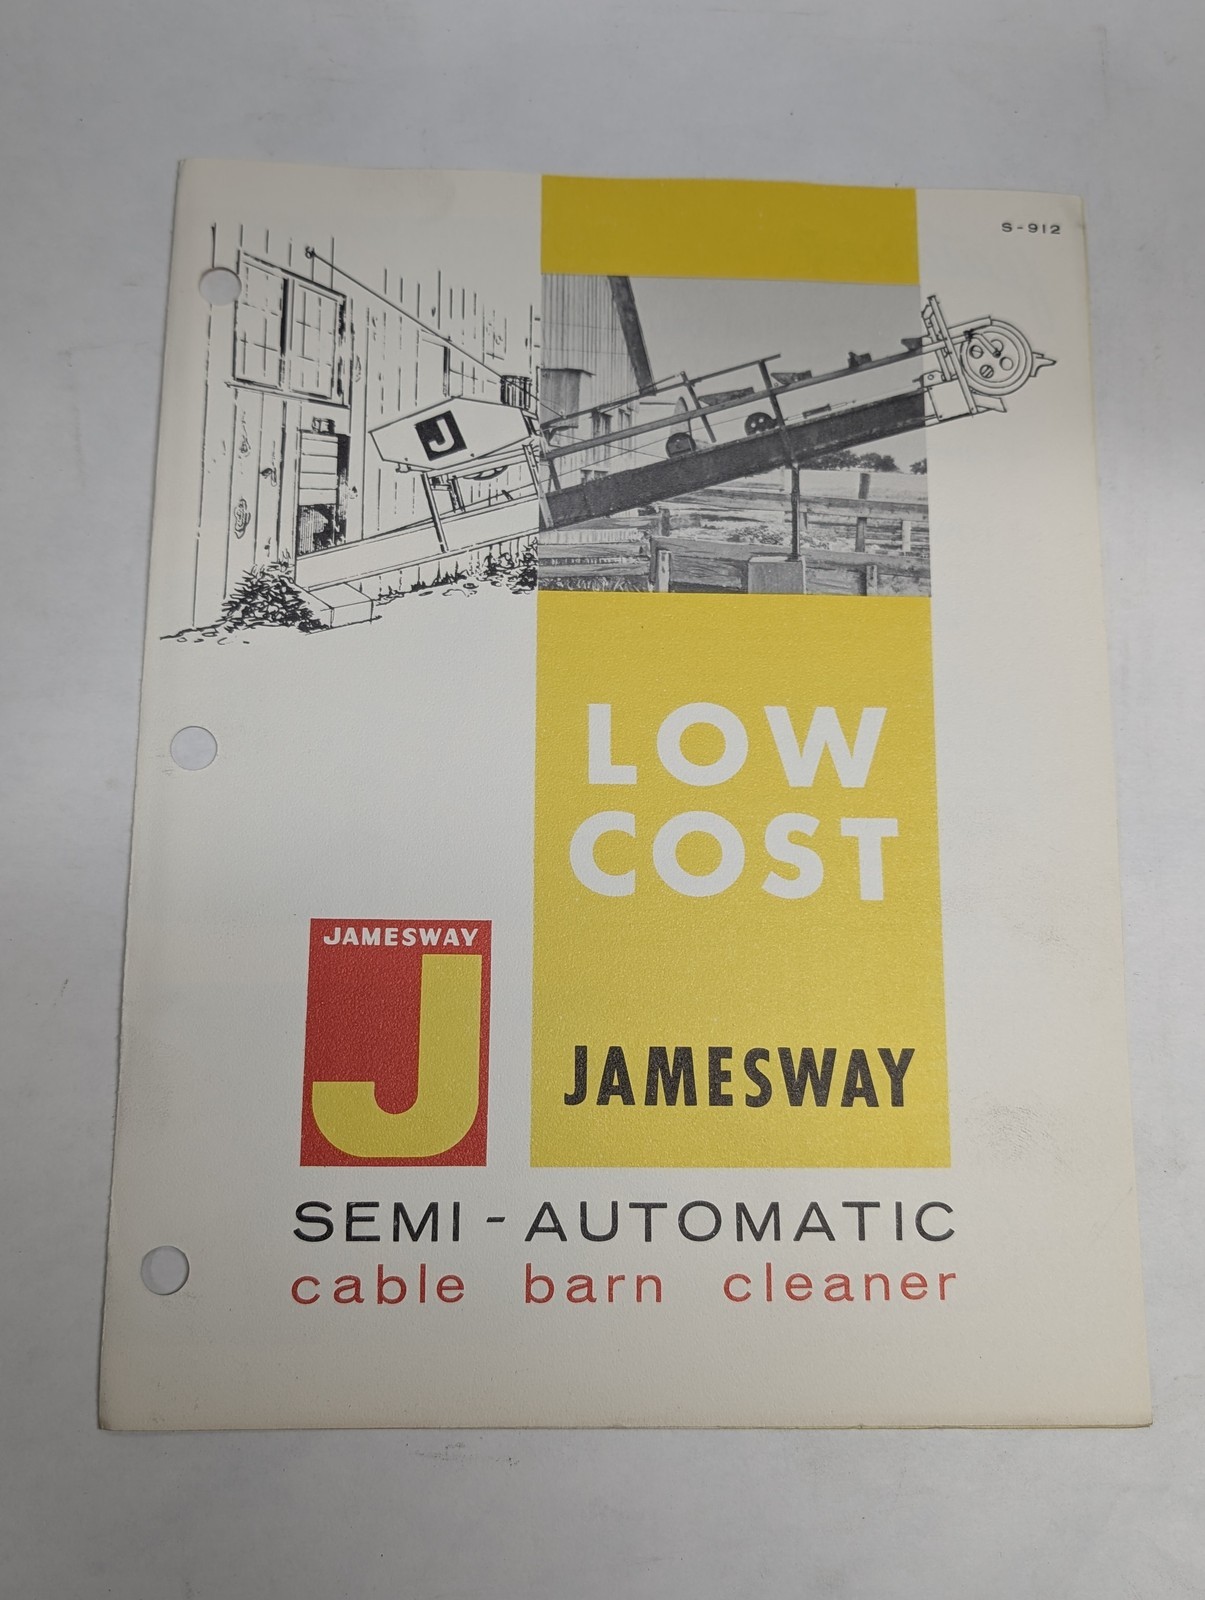 S-912
J
LOW
COST
JAMESWAY
J
JAMESWAY
SEMI-AUTOMATIC
cable barn cleaner